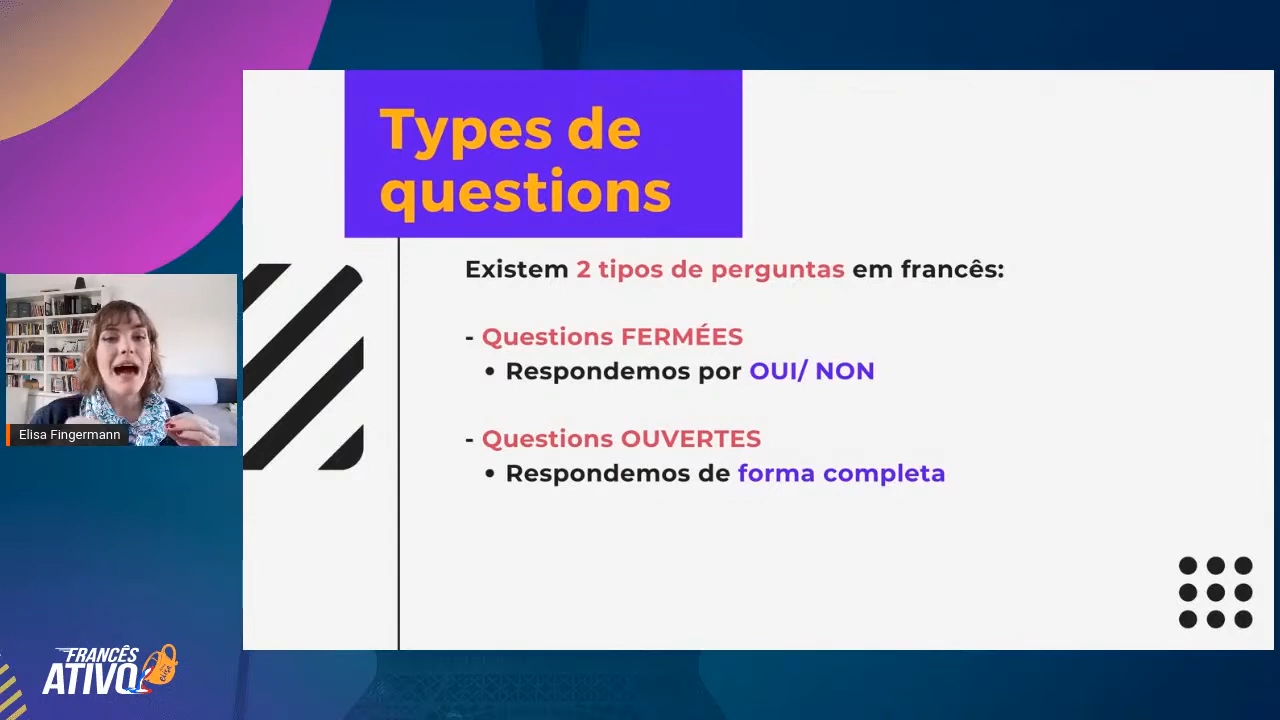 Types de
questions
Existem 2 tipos de perguntas em francês:
- Questions FERMÉES
• Respondemos por OUI/ NON
- Questions OUVERTES
• Respondemos de forma completa
Elisa Fingermann
FRANCÊS
ATIVO